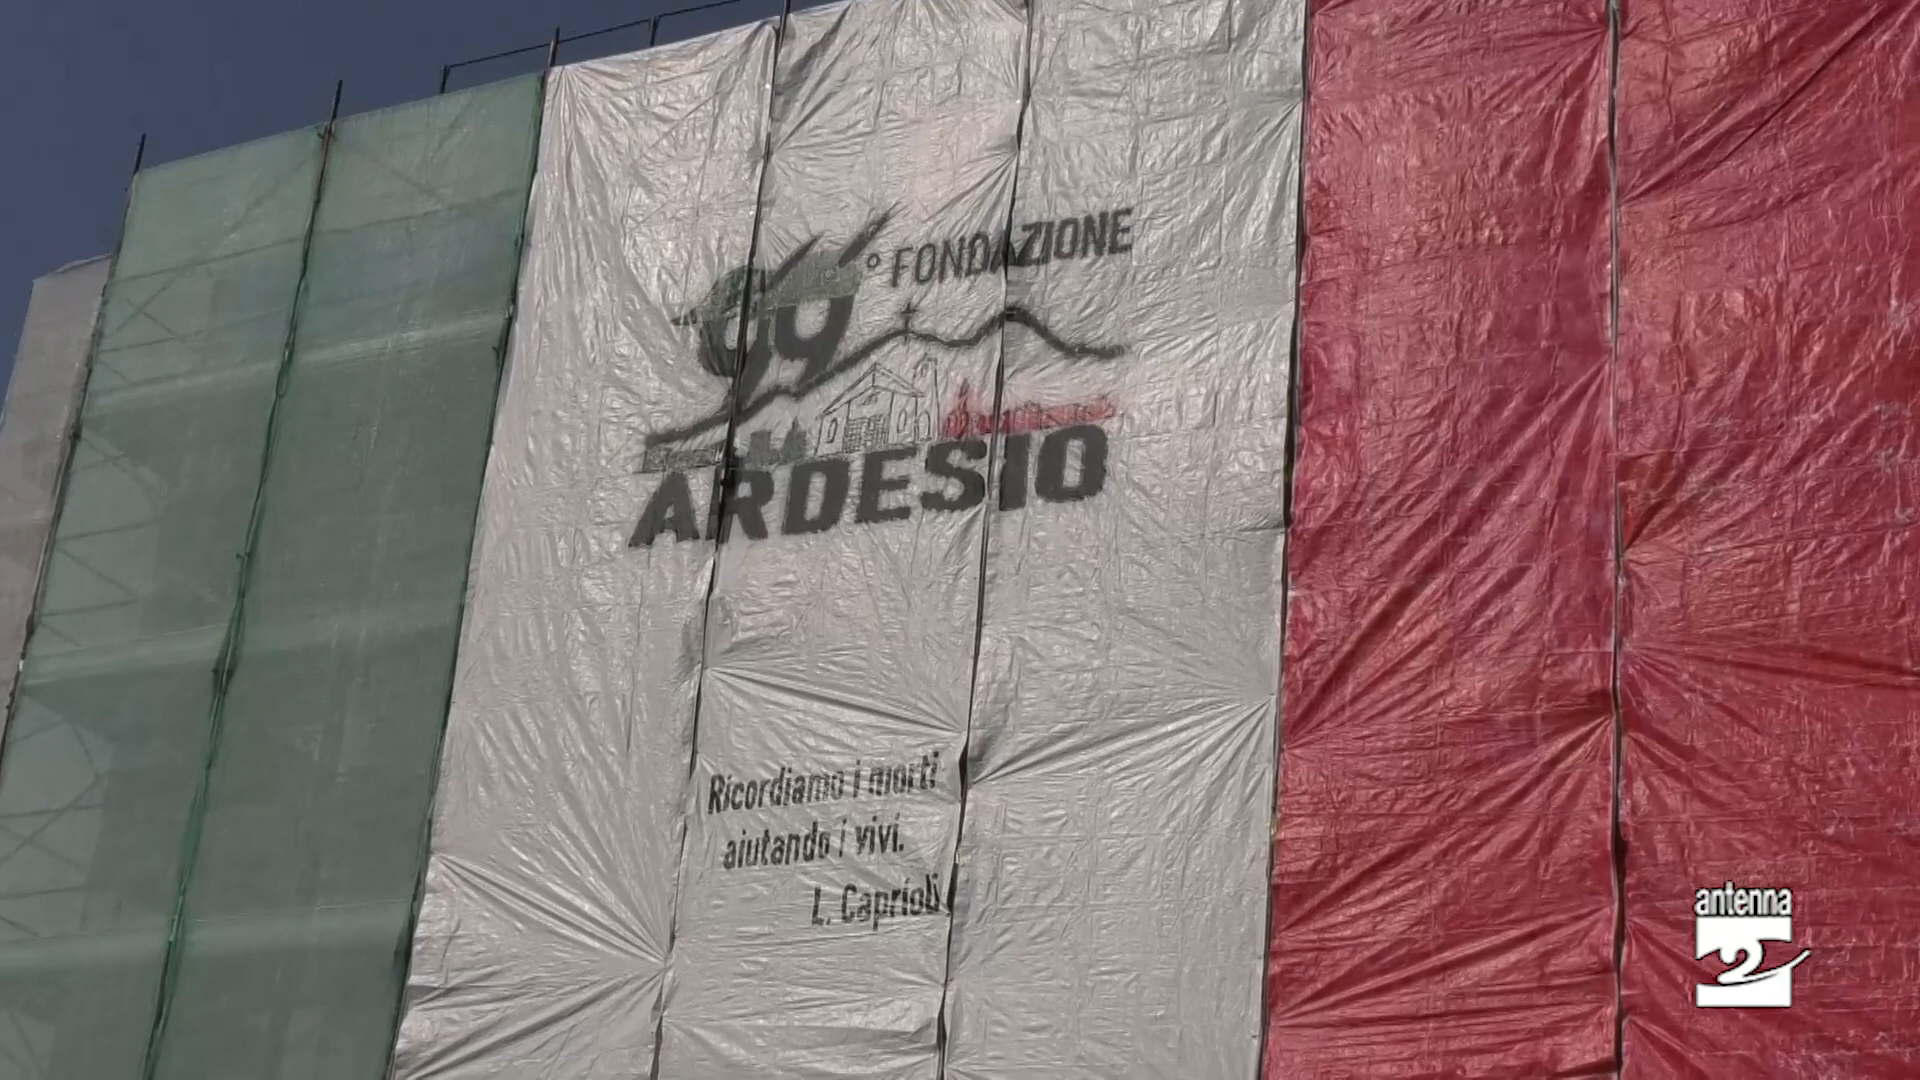 99° FONDAZIONE
ARDESIO
Ricordiamo i morti
aiutando i vivi.
L. Caprioli
antenna
2